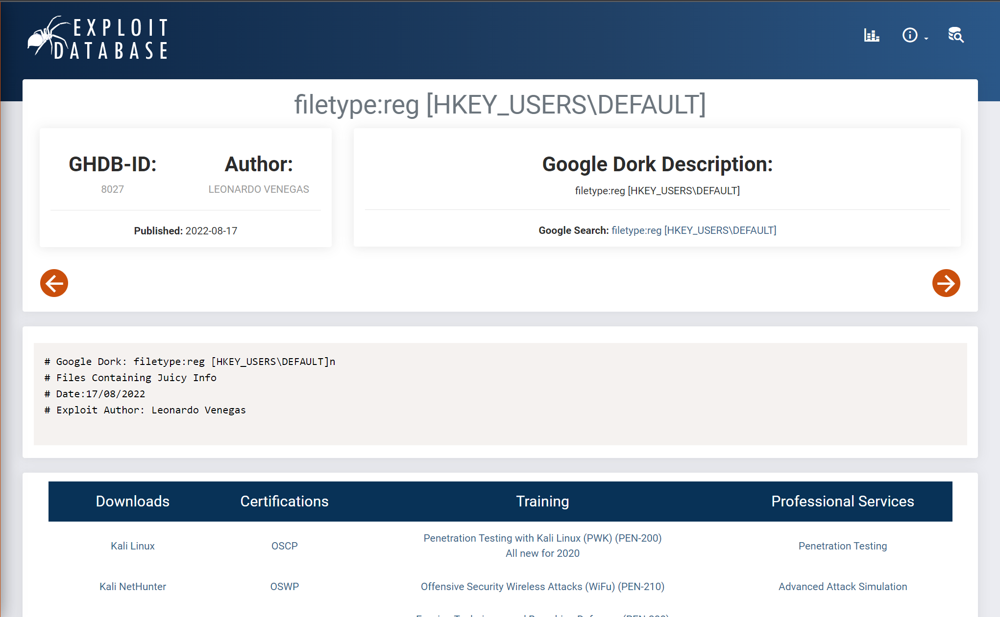 EXPLOIT
DATABASE
filetype:reg [HKEY_USERS\DEFAULT]
GHDB-ID:
8027
Author:
LEONARDO VENEGAS
Published: 2022-08-17
Google Dork Description:
filetype:reg [HKEY_USERS\DEFAULT]
Google Search: filetype:reg [HKEY_USERS\DEFAULT]
# Google Dork: filetype:reg [HKEY_USERS\DEFAULT]n
# Files Containing Juicy Info
# Date:17/08/2022
# Exploit Author: Leonardo Venegas
Downloads Certifications Training Professional Services
Kali Linux OSCP Penetration Testing with Kali Linux (PWK) (PEN-200) Penetration Testing
All new for 2020
Kali NetHunter OSWP Offensive Security Wireless Attacks (WiFu) (PEN-210) Advanced Attack Simulation